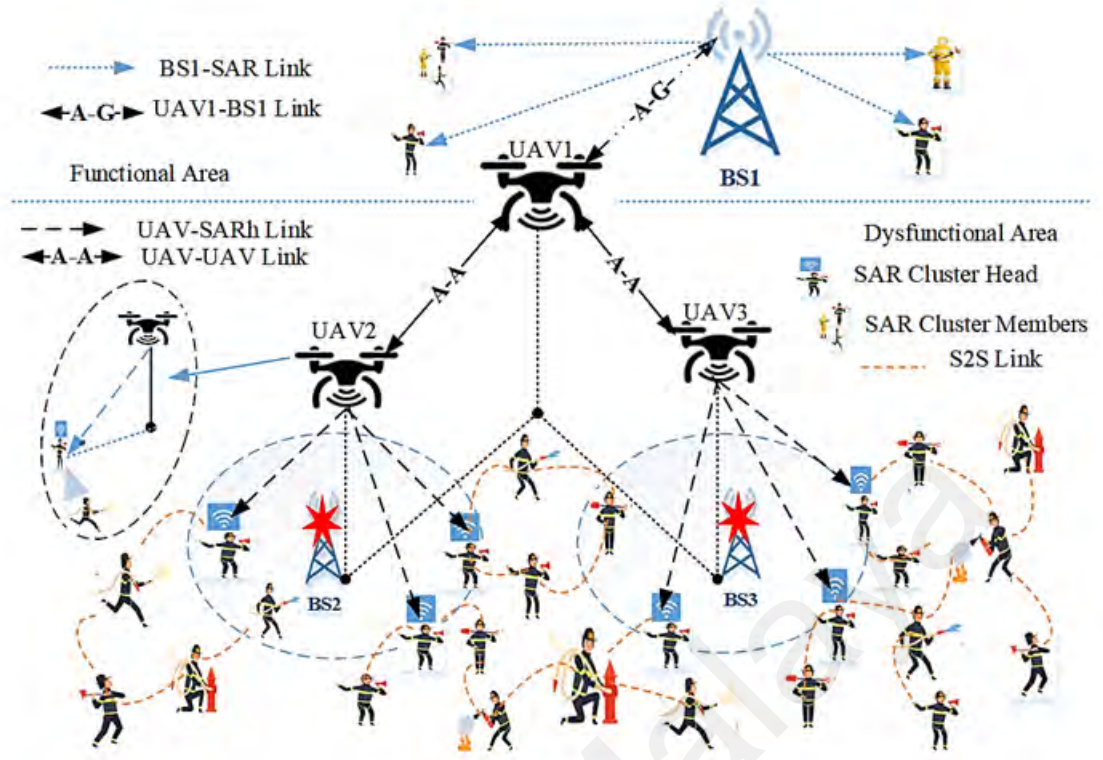 BS1-SAR Link
A-G UAV1-BS1 Link
Functional Area
A-G
UAV1
BS1
UAV-SARh Link
A-A UAV-UAV Link
Dysfunctional Area
SAR Cluster Head
SAR Cluster Members
S2S Link
A-A
A-A
UAV2
UAV3
BS2
BS3